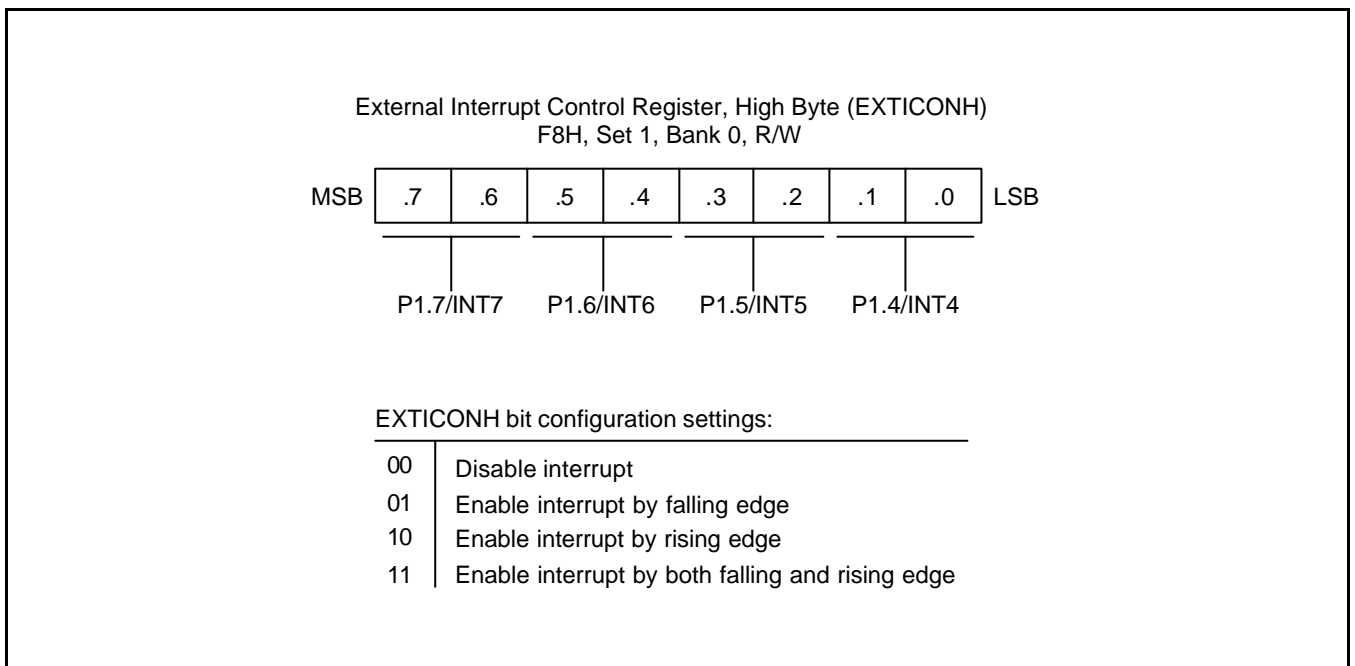 External Interrupt Control Register, High Byte (EXTICONH)
F8H, Set 1, Bank 0, R/W
MSB .7 .6 .5 .4 .3 .2 .1 .0 LSB
P1.7/INT7 P1.6/INT6 P1.5/INT5 P1.4/INT4
EXTICONH bit configuration settings:
00 Disable interrupt
01 Enable interrupt by falling edge
10 Enable interrupt by rising edge
11 Enable interrupt by both falling and rising edge